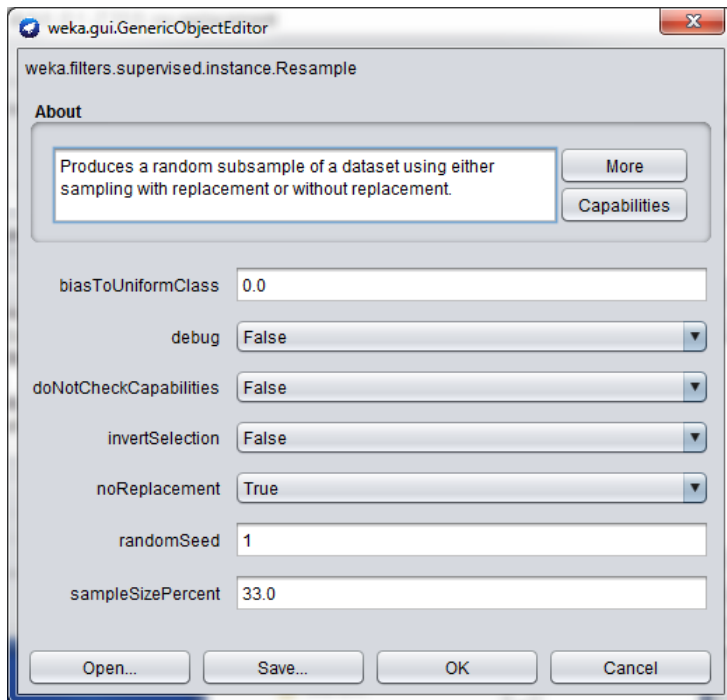 weka.gui.GenericObjectEditor
weka.filters.supervised.instance.Resample
About
Produces a random subsample of a dataset using either
sampling with replacement or without replacement.
More
Capabilities
biasToUniformClass 0.0
debug False
doNotCheckCapabilities False
invertSelection False
noReplacement True
randomSeed 1
sampleSizePercent 33.0
Open... Save... OK Cancel